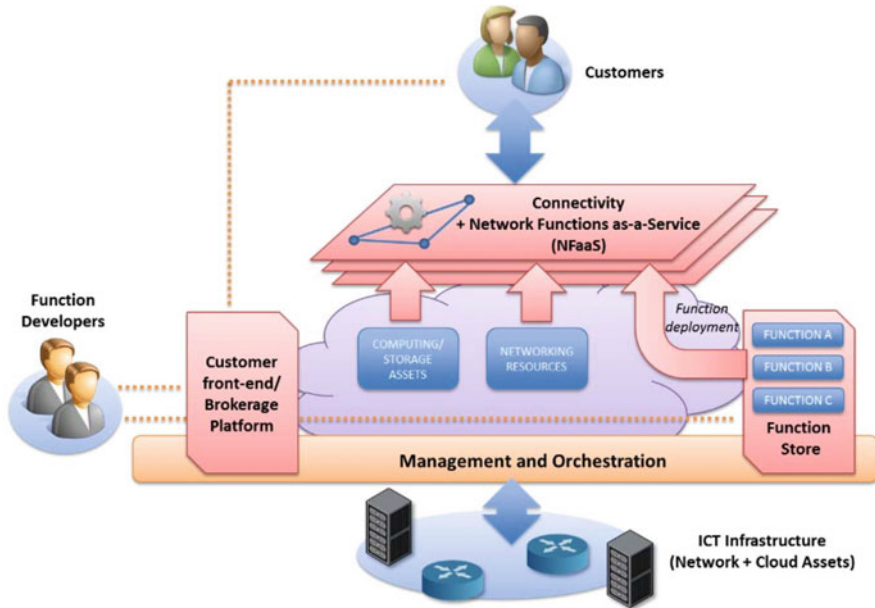 Customers
Connectivity
+ Network Functions as-a-Service
(NFaaS)
Function
Developers
Function
deployment
Customer
front-end/
Brokerage
Platform
COMPUTING/
STORAGE
ASSETS
NETWORKING
RESOURCES
FUNCTION A
FUNCTION B
FUNCTION C
Function
Store
Management and Orchestration
ICT Infrastructure
(Network + Cloud Assets)